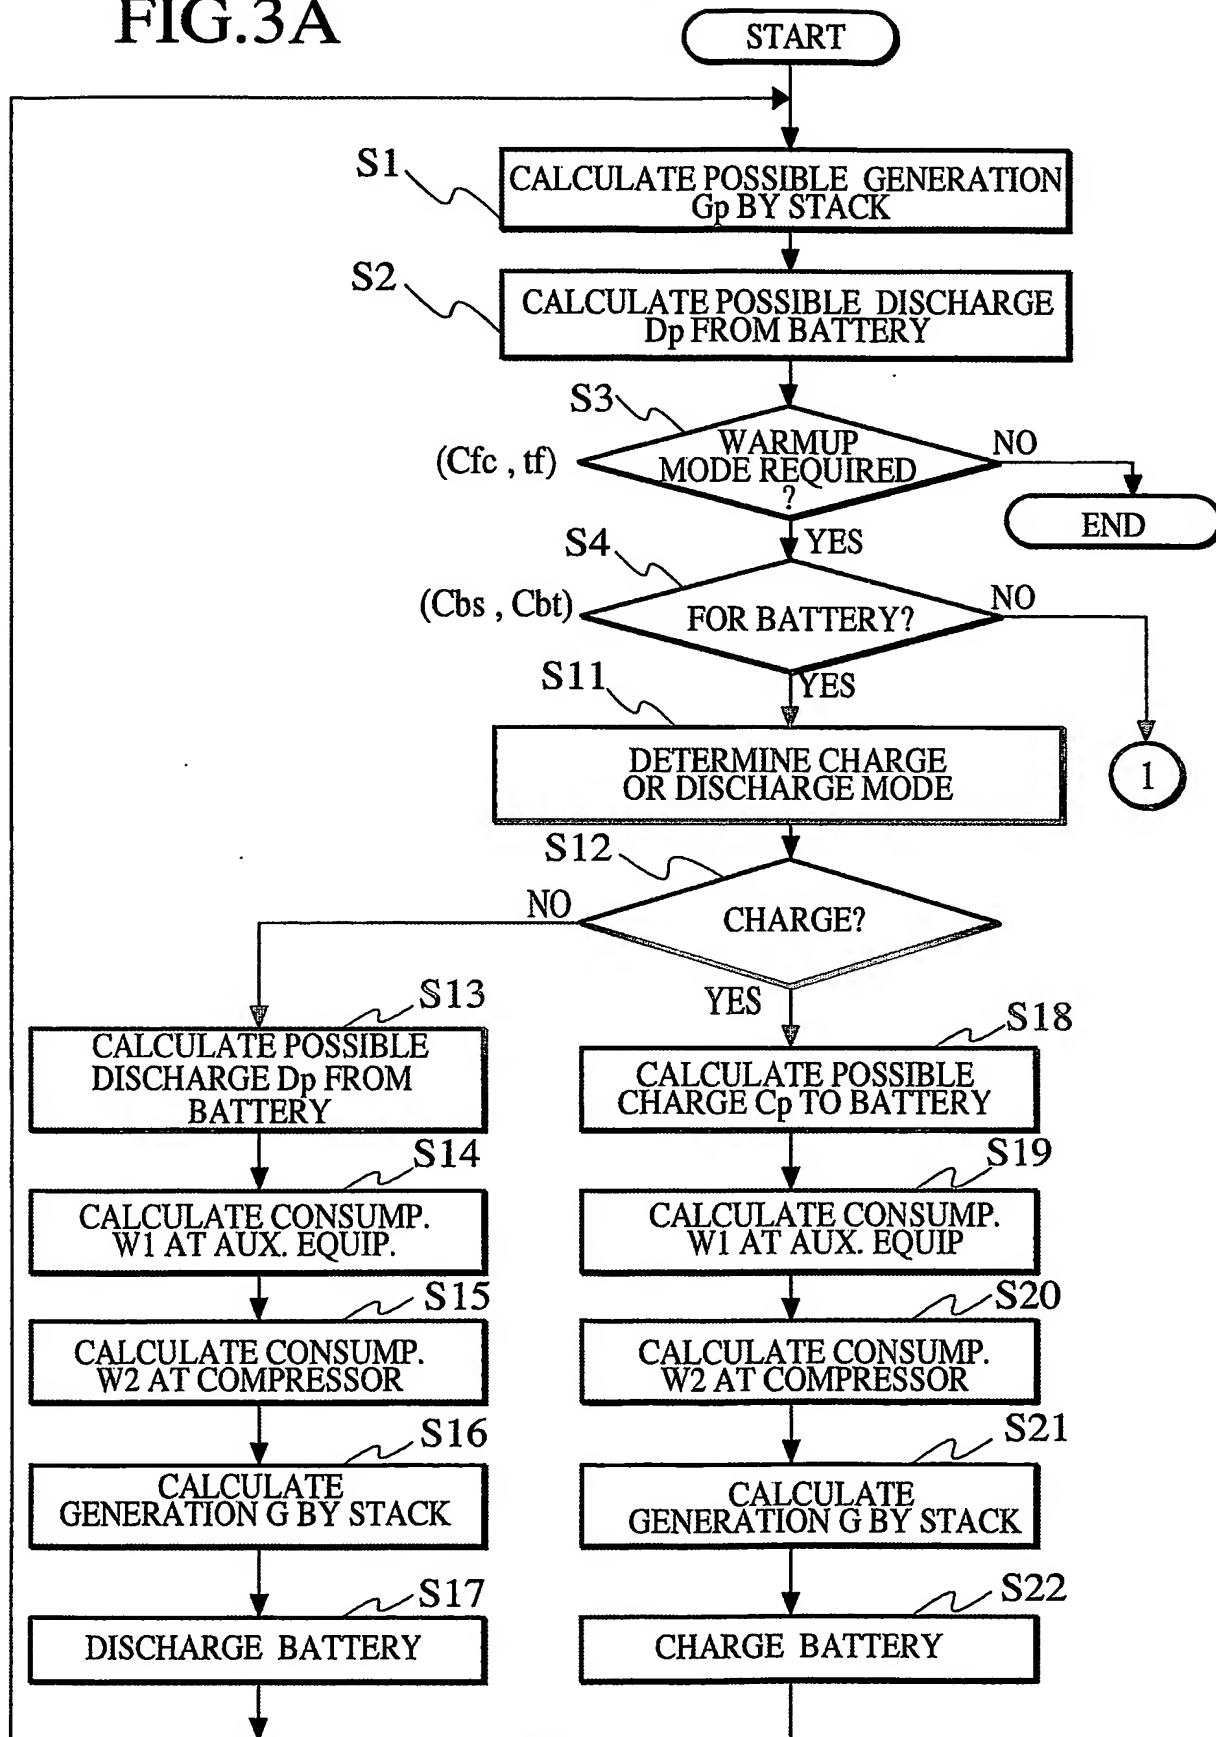 FIG.3A
START
S1
CALCULATE POSSIBLE GENERATION
Gp BY STACK
S2
CALCULATE POSSIBLE DISCHARGE
Dp FROM BATTERY
S3
(Cfc , tf)
WARMUP
MODE REQUIRED
?
NO
END
YES
S4
(Cbs , Cbt)
FOR BATTERY?
NO
1
YES
S11
DETERMINE CHARGE
OR DISCHARGE MODE
S12
CHARGE?
NO
YES
S13
CALCULATE POSSIBLE
DISCHARGE Dp FROM
BATTERY
S14
CALCULATE CONSUMP.
W1 AT AUX. EQUIP.
S15
CALCULATE CONSUMP.
W2 AT COMPRESSOR
S16
CALCULATE
GENERATION G BY STACK
S17
DISCHARGE BATTERY
S18
CALCULATE POSSIBLE
CHARGE Cp TO BATTERY
S19
CALCULATE CONSUMP.
W1 AT AUX. EQUIP
S20
CALCULATE CONSUMP.
W2 AT COMPRESSOR
S21
CALCULATE
GENERATION G BY STACK
S22
CHARGE BATTERY